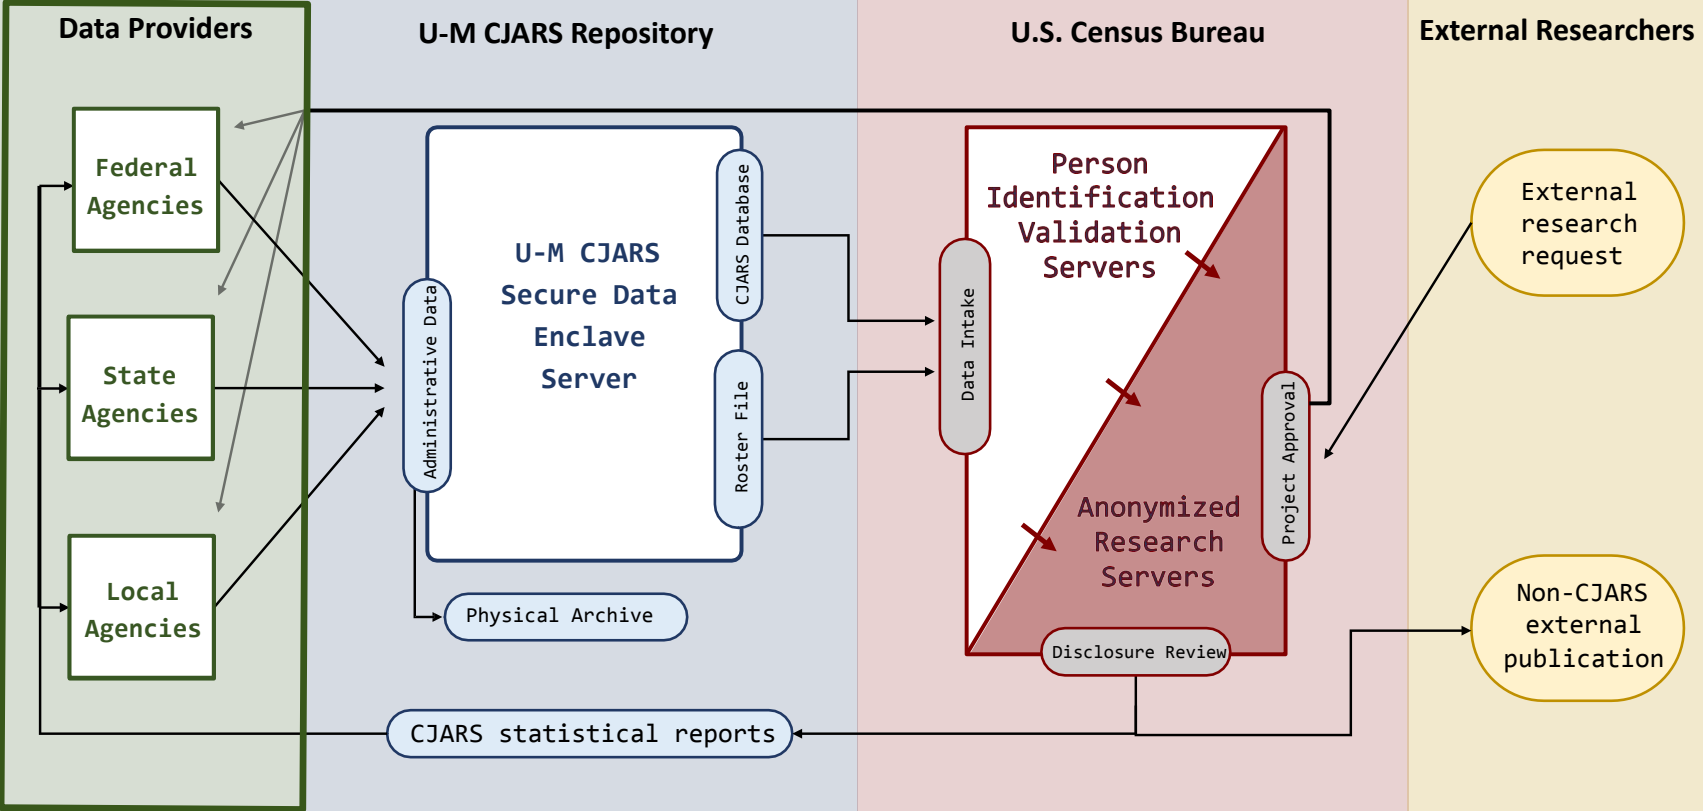 Data Providers
U-M CJARS Repository
U.S. Census Bureau
External Researchers
Federal
Agencies
State
Agencies
Local
Agencies
Administrative Data
U-M CJARS
Secure Data
Enclave
Server
CJARS Database
Roster File
Physical Archive
CJARS statistical reports
Data Intake
Person
Identification
Validation
Servers
Anonymized
Research
Servers
Project Approval
Disclosure Review
External
research
request
Non-CJARS
external
publication